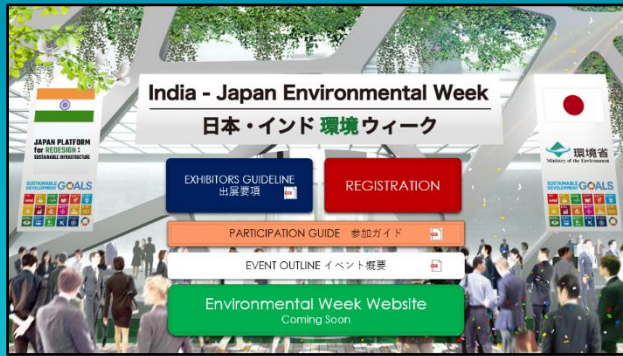 India - Japan Environmental Week
日本・インド 環境ウィーク
JAPAN PLATFORM
for REDESIGN :
SUSTAINABLE INFRASTRUCTURE
環境省
Ministry of the Environment
SUSTAINABLE DEVELOPMENT GOALS
SUSTAINABLE DEVELOPMENT GOALS
EXHIBITORS GUIDELINE
出展要項
REGISTRATION
PARTICIPATION GUIDE 参加ガイド
EVENT OUTLINE イベント概要
Environmental Week Website
Coming Soon